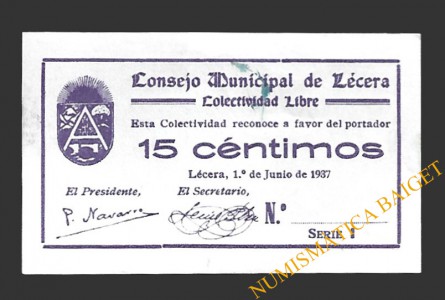 Consejo Municipal de Lécera
Colectividad Libre
Esta Colectividad reconoce a favor del portador
15 céntimos
Lécera, 1.º de Junio de 1937
El Presidente, El Secretario,
P. Navarro N.º
SERIE 1
A
NUMISMATICA BAIGET